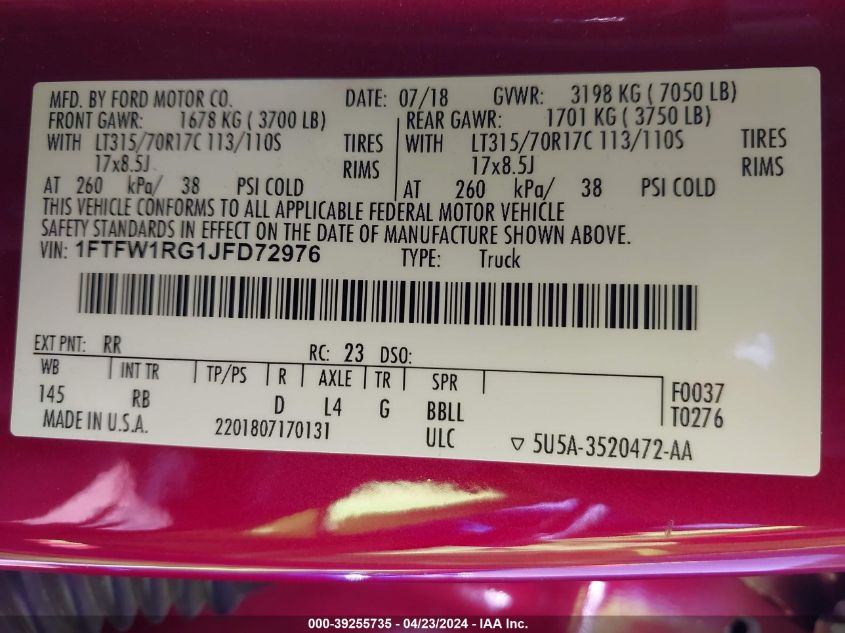 MFD. BY FORD MOTOR CO. DATE: 07/18 GVWR: 3198 KG ( 7050 LB)
FRONT GAWR: 1678 KG ( 3700 LB) REAR GAWR: 1701 KG ( 3750 LB)
WITH LT315/70R17C 113/110S TIRES WITH LT315/70R17C 113/110S TIRES
17x8.5J RIMS 17x8.5J RIMS
AT 260 kPa/ 38 PSI COLD AT 260 kPa/ 38 PSI COLD
THIS VEHICLE CONFORMS TO ALL APPLICABLE FEDERAL MOTOR VEHICLE
SAFETY STANDARDS IN EFFECT ON THE DATE OF MANUFACTURE SHOWN ABOVE.
VIN: 1FTFW1RG1JFD72976 TYPE: Truck
EXT PNT: RR RC: 23 DSO:
WB INT TR TP/PS R AXLE TR SPR F0037
145 RB D L4 G BBLL T0276
MADE IN U.S.A. 2201807170131 ULC ▽ 5U5A-3520472-AA
000-39255735 - 04/23/2024 - IAA Inc.